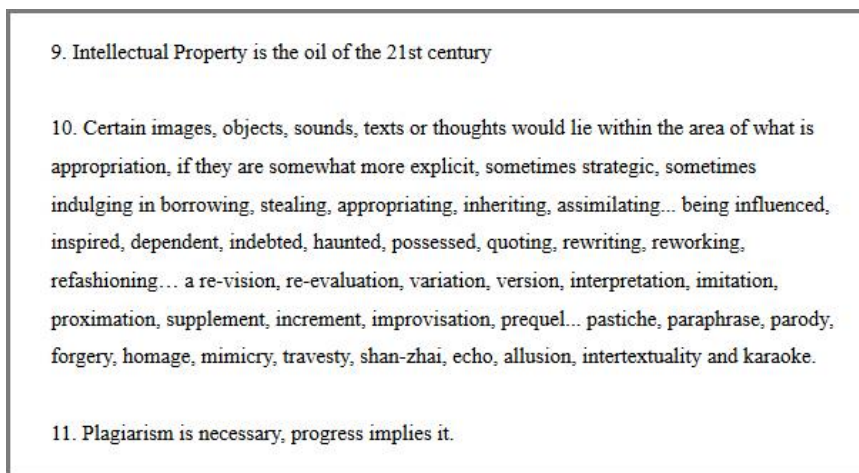 9. Intellectual Property is the oil of the 21st century
10. Certain images, objects, sounds, texts or thoughts would lie within the area of what is
appropriation, if they are somewhat more explicit, sometimes strategic, sometimes
indulging in borrowing, stealing, appropriating, inheriting, assimilating... being influenced,
inspired, dependent, indebted, haunted, possessed, quoting, rewriting, reworking,
refashioning… a re-vision, re-evaluation, variation, version, interpretation, imitation,
proximation, supplement, increment, improvisation, prequel... pastiche, paraphrase, parody,
forgery, homage, mimicry, travesty, shan-zhai, echo, allusion, intertextuality and karaoke.
11. Plagiarism is necessary, progress implies it.